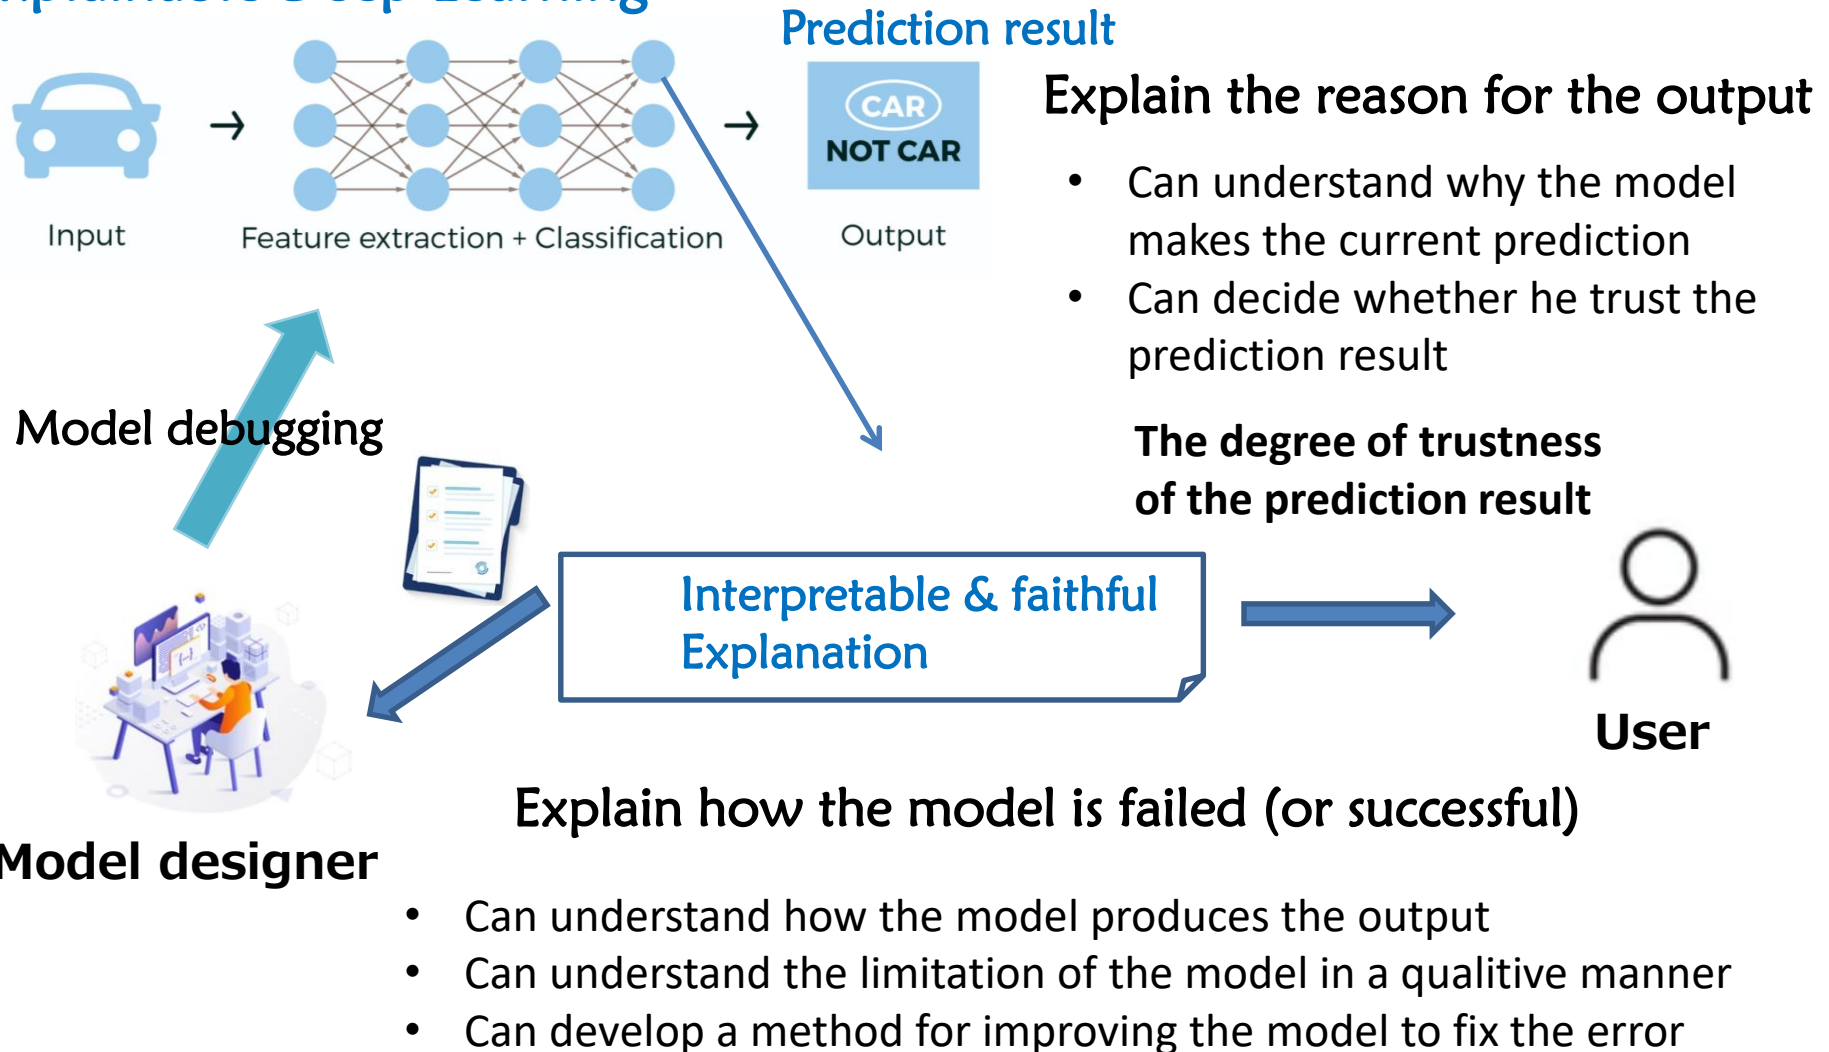 Prediction result
CAR
NOT CAR
Input
Feature extraction + Classification
Output
Explain the reason for the output
• Can understand why the model
makes the current prediction
• Can decide whether he trust the
prediction result
The degree of trustness
of the prediction result
Model debugging
Interpretable & faithful
Explanation
User
Model designer
Explain how the model is failed (or successful)
• Can understand how the model produces the output
• Can understand the limitation of the model in a qualitive manner
• Can develop a method for improving the model to fix the error